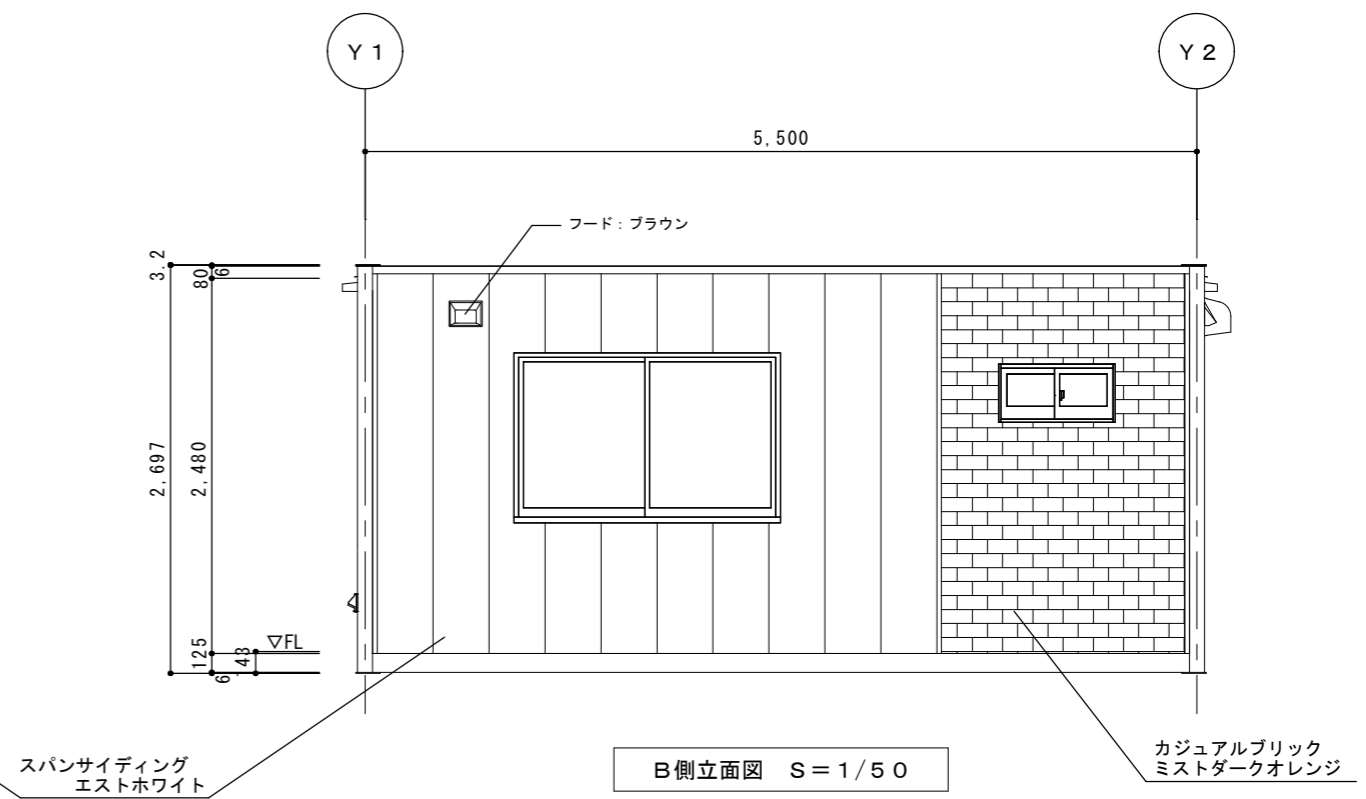 Y 1
Y 2
5,500
フード：ブラウン
3.2
80
6
2,697
2,480
125
▽FL
143
6
スパンサイディング
エストホワイト
B側立面図 S=1/50
カジュアルブリック
ミストダークオレンジ